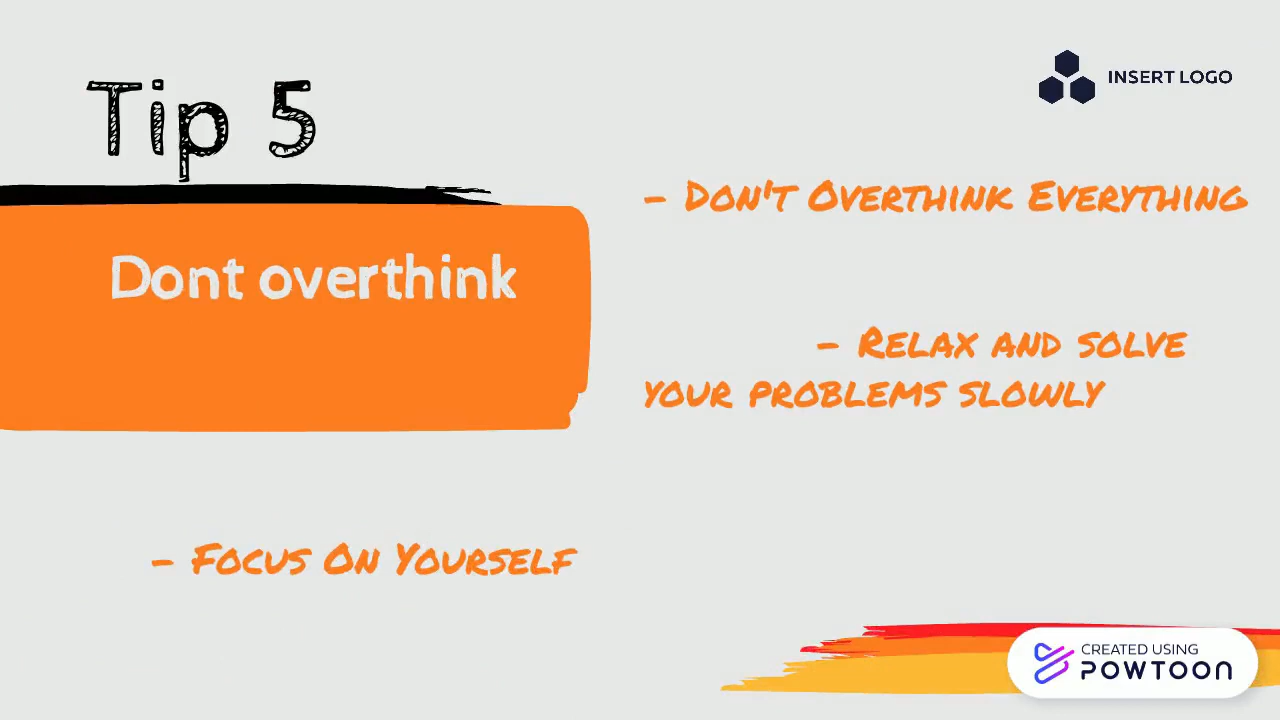 Tip 5
INSERT LOGO
Dont overthink
- Don't Overthink Everything
- Relax and solve
your problems slowly
- Focus On Yourself
CREATED USING
POWTOON